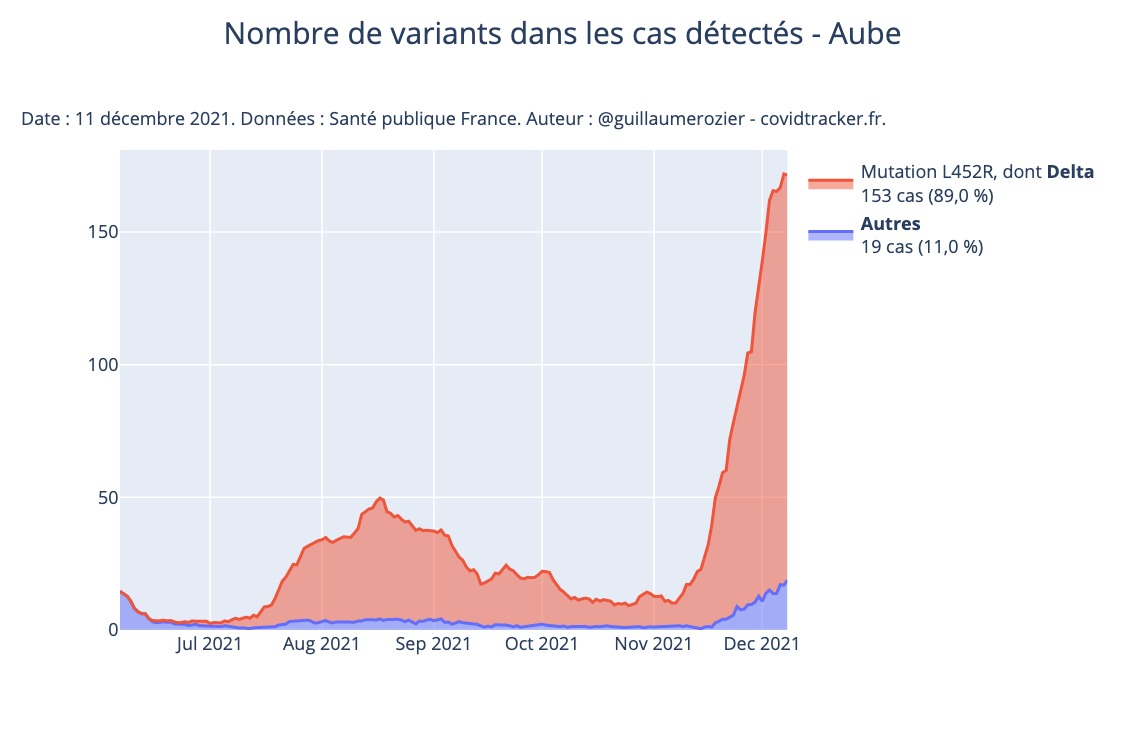 Nombre de variants dans les cas détectés - Aube
Date : 11 décembre 2021. Données : Santé publique France. Auteur : @guillaumerozier - covidtracker.fr.
Mutation L452R, dont Delta
153 cas (89,0 %)
Autres
19 cas (11,0 %)
150
100
50
0
Jul 2021
Aug 2021
Sep 2021
Oct 2021
Nov 2021
Dec 2021